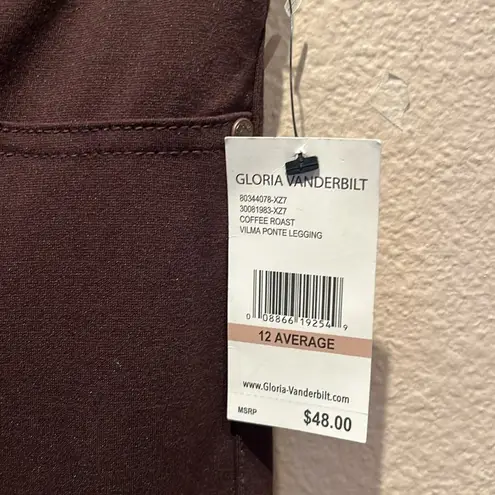 GLORIA VANDERBILT
80344078-XZ7
30081983-XZ7
COFFEE ROAST
VILMA PONTE LEGGING
0 08866 19254 9
12 AVERAGE
www.Gloria-Vanderbilt.com
MSRP $48.00